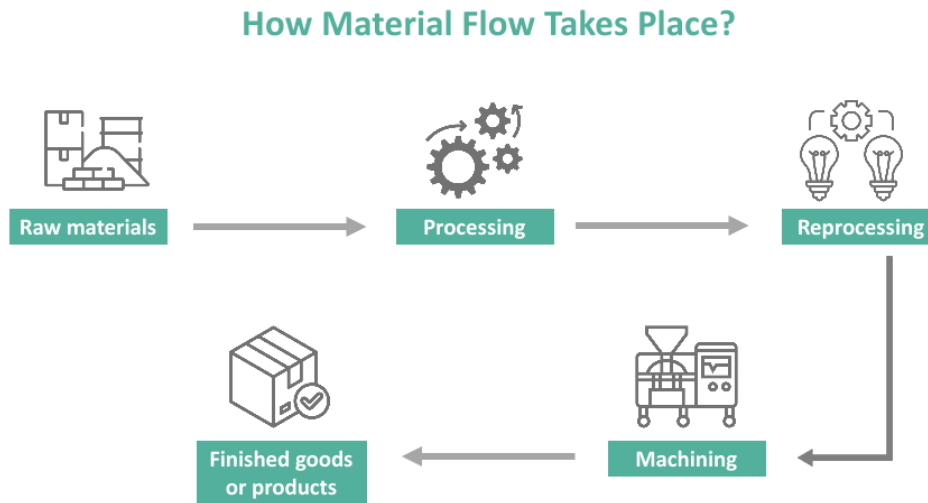 How Material Flow Takes Place?
Raw materials
Processing
Reprocessing
Finished goods
or products
Machining